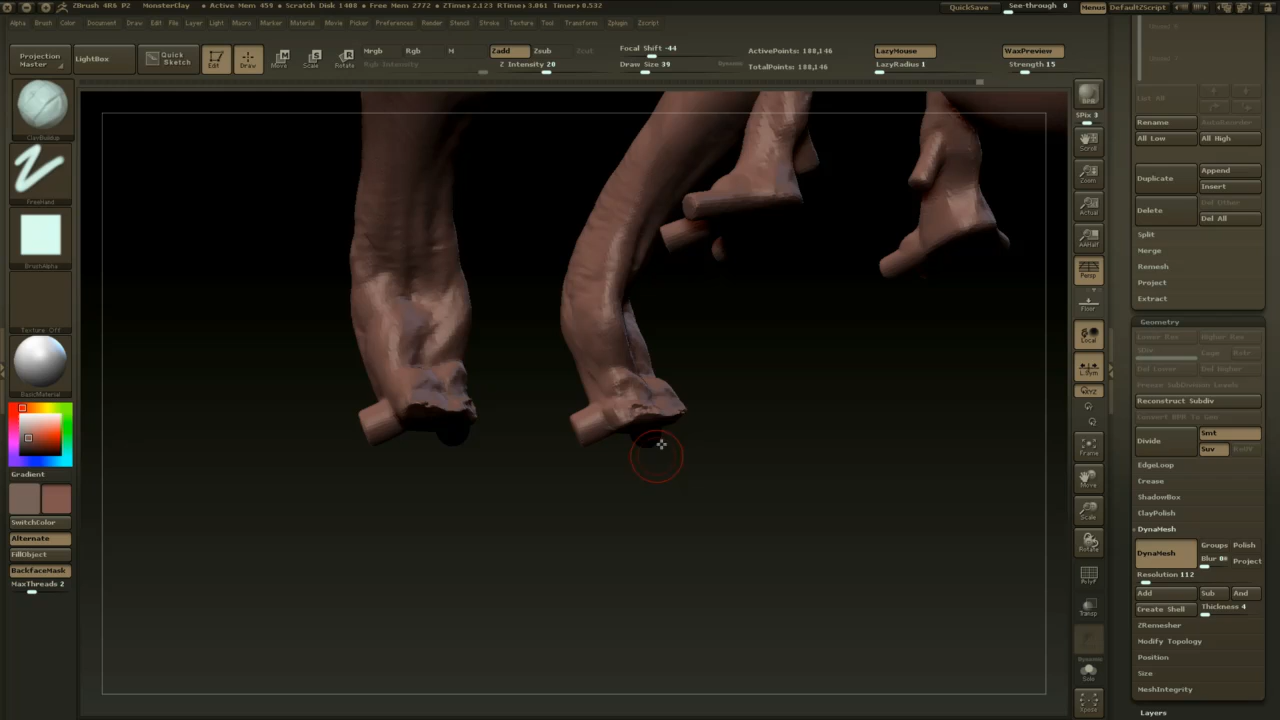 ZBrush 4R6 P2 MonsterClay • Active Mem 459 • Scratch Disk 1408 • Free Mem 2772 • ZTime▸2.123 RTime▸3.061 Timer▸0.532 QuickSave See-through 0 Menus DefaultZScript
Alpha Brush Color Document Draw Edit File Layer Light Macro Marker Material Movie Picker Preferences Render Stencil Stroke Texture Tool Transform Zplugin Zscript
Projection Master
LightBox
Quick Sketch
Edit
Draw
Move
Scale
Rotate
Mrgb Rgb M
Rgb Intensity
Zadd Zsub Zcut
Z Intensity 20
Focal Shift -44
Draw Size 39
Dynamic
ActivePoints: 188,146
TotalPoints: 188,146
LazyMouse
LazyRadius 1
WaxPreview
Strength 15
ClayBuildup
FreeHand
BrushAlpha
Texture Off
BasicMaterial
Gradient
SwitchColor
Alternate
FillObject
BackfaceMask
MaxThreads 2
BPR
SPix 3
Scroll
Zoom
Actual
AAHalf
Persp
Floor
Local
L.Sym
XYZ
Frame
Move
Scale
Rotate
PolyF
Transp
Dynamic
Solo
Xpose
List All
Rename AutoReorder
All Low All High
Duplicate Append
Insert
Delete Del Other
Del All
Split
Merge
Remesh
Project
Extract
Geometry
Lower Res Higher Res
SDiv Cage Rstr
Del Lower Del Higher
Freeze SubDivision Levels
Reconstruct Subdiv
Convert BPR To Geo
Divide Smt
Suv ReUV
EdgeLoop
Crease
ShadowBox
ClayPolish
DynaMesh
DynaMesh Groups Polish
Blur 0 Project
Resolution 112
Add Sub And
Create Shell Thickness 4
ZRemesher
Modify Topology
Position
Size
MeshIntegrity
Layers